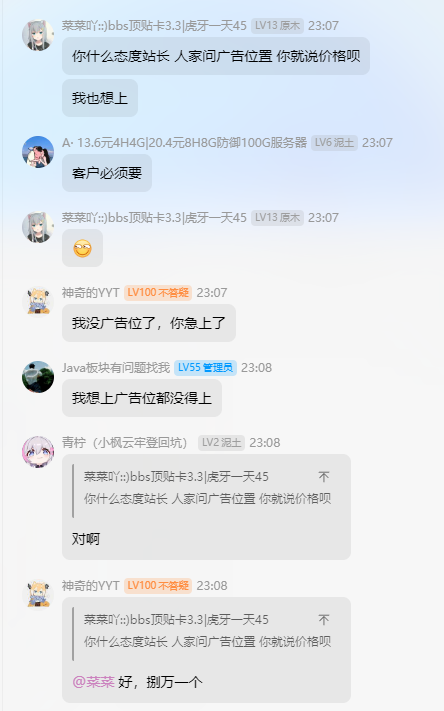 菜菜吖::)bbs顶贴卡3.3|虎牙一天45 LV13 原木 23:07
你什么态度站长 人家问广告位置 你就说价格呗
我也想上
A· 13.6元4H4G|20.4元8H8G防御100G服务器 LV6 泥土 23:07
客户必须要
菜菜吖::)bbs顶贴卡3.3|虎牙一天45 LV13 原木 23:07
神奇的YYT LV100 不答疑 23:07
我没广告位了，你急上了
Java板块有问题找我 LV55 管理员 23:08
我想上广告位都没得上
青柠（小枫云牢登回坑） LV2 泥土 23:08
菜菜吖::)bbs顶贴卡3.3|虎牙一天45
你什么态度站长 人家问广告位置 你就说价格呗
对啊
神奇的YYT LV100 不答疑 23:08
菜菜吖::)bbs顶贴卡3.3|虎牙一天45
你什么态度站长 人家问广告位置 你就说价格呗
@菜菜 好，捌万一个